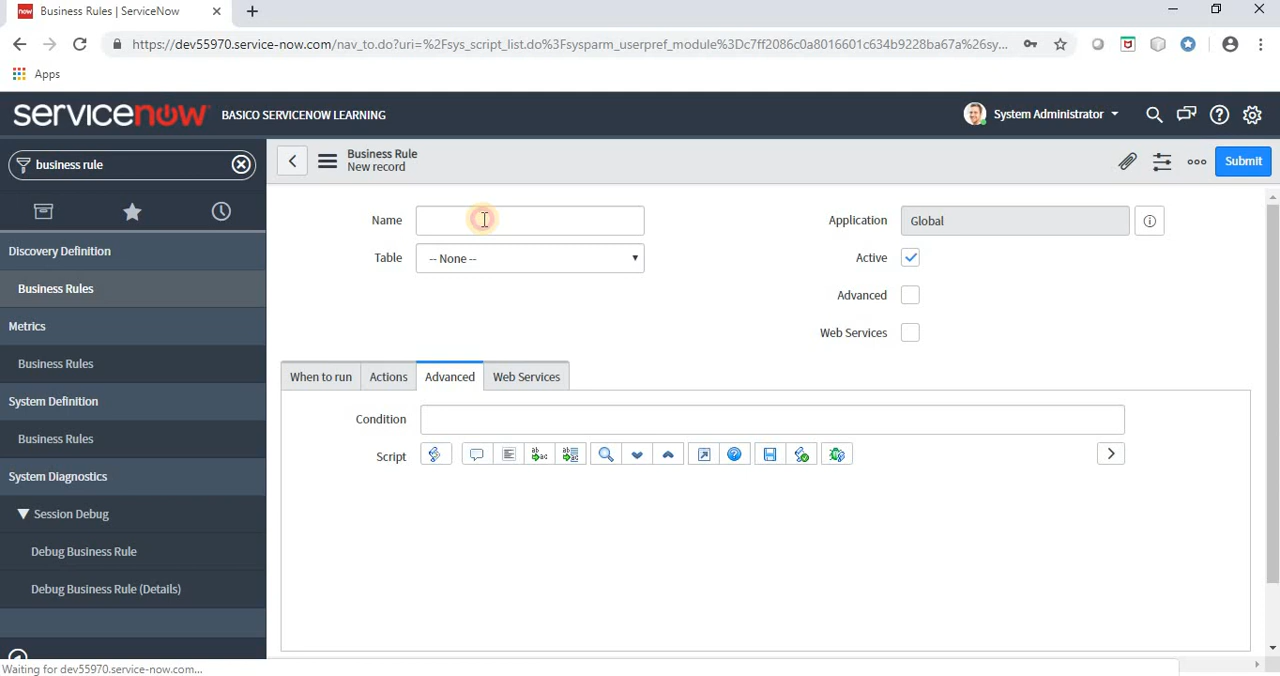 now Business Rules | ServiceNow
https://dev55970.service-now.com/nav_to.do?uri=%2Fsys_script_list.do%3Fsysparm_userpref_module%3Dc7ff2086c0a8016601c634b9228ba67a%26sy...
Apps
servicenow BASICO SERVICENOW LEARNING System Administrator
business rule
Business Rule
New record
Submit
Discovery Definition
Business Rules
Metrics
Business Rules
System Definition
Business Rules
System Diagnostics
Session Debug
Debug Business Rule
Debug Business Rule (Details)
Name
Application Global
Table -- None --
Active
Advanced
Web Services
When to run Actions Advanced Web Services
Condition
Script
Waiting for dev55970.service-now.com...